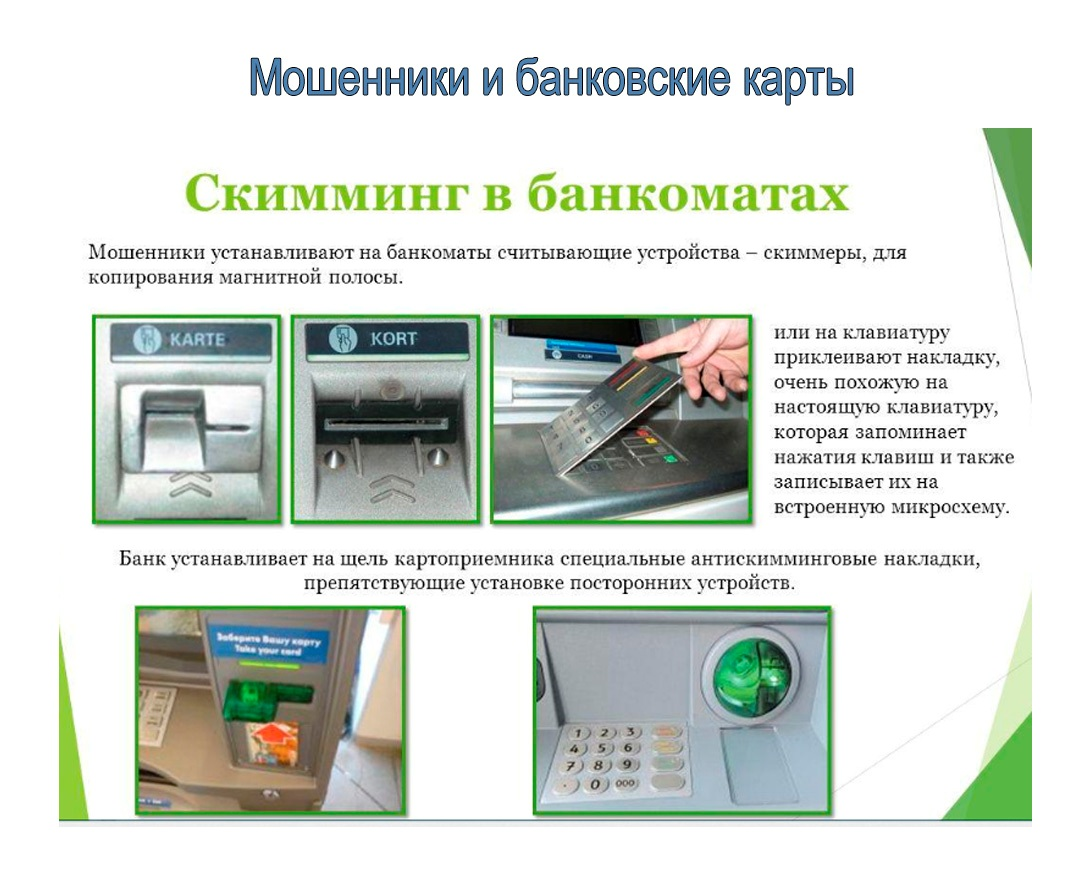 Мошенники и банковские карты
Скимминг в банкоматах
Мошенники устанавливают на банкоматы считывающие устройства – скиммеры, для
копирования магнитной полосы.
KARTE
KORT
CASH
или на клавиатуру
приклеивают накладку,
очень похожую на
настоящую клавиатуру,
которая запоминает
нажатия клавиш и также
записывает их на
встроенную микросхему.
Банк устанавливает на щель картоприемника специальные антискимминговые накладки,
препятствующие установке посторонних устройств.
Заберите Вашу карту
Take your card
1 2 3
4 5 6
7 8 9
0 000